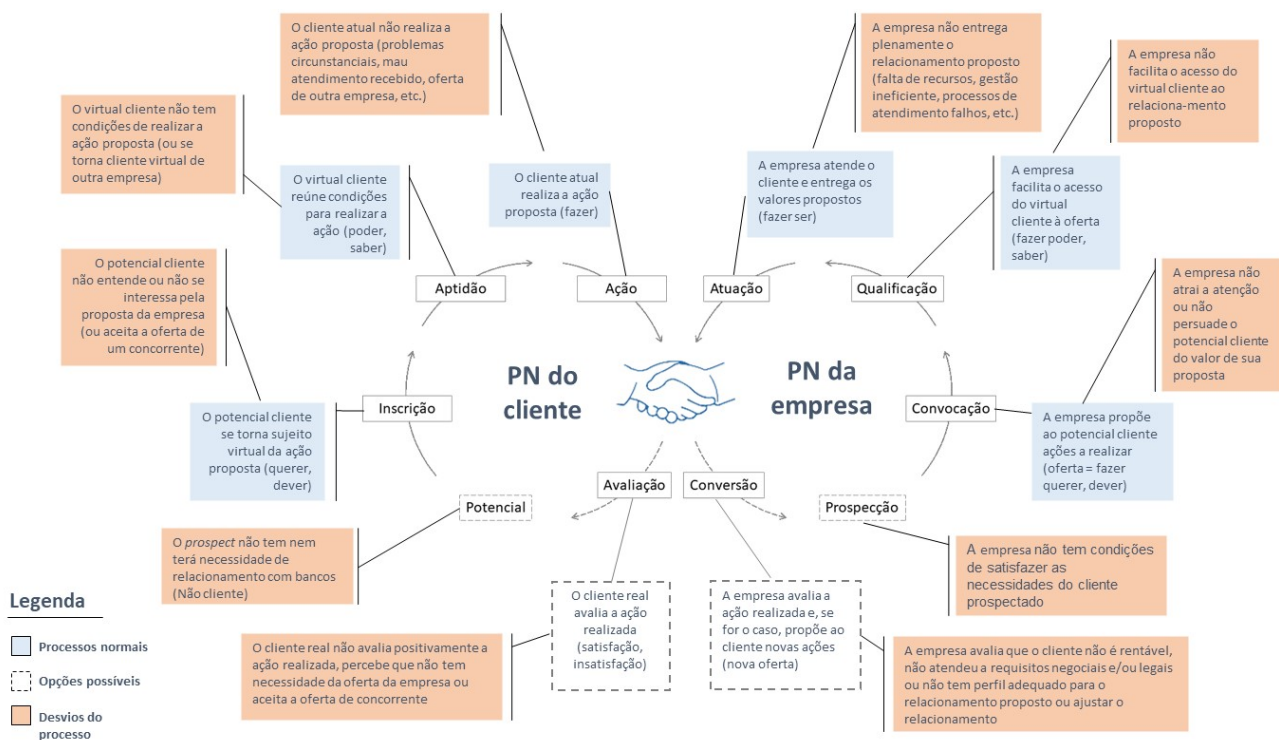 O cliente atual não realiza a
ação proposta (problemas
circunstanciais, mau
atendimento recebido, oferta
de outra empresa, etc.)
A empresa não entrega
plenamente o
relacionamento proposto
(falta de recursos, gestão
ineficiente, processos de
atendimento falhos, etc.)
A empresa não
facilita o acesso do
virtual cliente ao
relaciona-mento
proposto
O virtual cliente não tem
condições de realizar a
ação proposta (ou se
torna cliente virtual de
outra empresa)
O virtual cliente
reúne condições
para realizar a
ação (poder,
saber)
O cliente atual
realiza a ação
proposta (fazer)
A empresa atende o
cliente e entrega os
valores propostos
(fazer ser)
A empresa
facilita o acesso
do virtual
cliente à oferta
(fazer poder,
saber)
O potencial cliente
não entende ou não se
interessa pela
proposta da empresa
(ou aceita a oferta de
um concorrente)
Aptidão
Ação
Atuação
Qualificação
A empresa não
atrai a atenção
ou não
persuade o
potencial cliente
do valor de sua
proposta
PN do
cliente
PN da
empresa
O potencial cliente
se torna sujeito
virtual da ação
proposta (querer,
dever)
Inscrição
Convocação
A empresa propõe
ao potencial cliente
ações a realizar
(oferta = fazer
querer, dever)
Potencial
Avaliação
Conversão
Prospecção
O prospect não tem nem
terá necessidade de
relacionamento com bancos
(Não cliente)
A empresa não tem condições
de satisfazer as
necessidades do cliente
prospectado
O cliente real
avalia a ação
realizada
(satisfação,
insatisfação)
A empresa avalia a
ação realizada e, se
for o caso, propõe ao
cliente novas ações
(nova oferta)
O cliente real não avalia positivamente a
ação realizada, percebe que não tem
necessidade da oferta da empresa ou
aceita a oferta de concorrente
A empresa avalia que o cliente não é rentável,
não atendeu a requisitos negociais e/ou legais
ou não tem perfil adequado para o
relacionamento proposto ou ajustar o
relacionamento
Legenda
Processos normais
Opções possíveis
Desvios do
processo